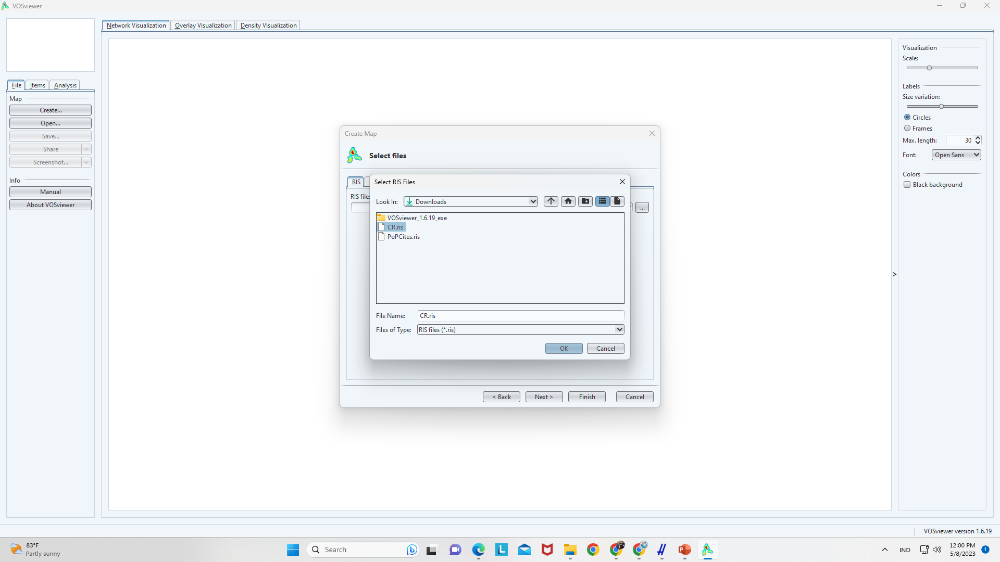 VOSviewer
Network Visualization
Overlay Visualization
Density Visualization
File
Items
Analysis
Map
Create...
Open...
Save...
Share
Screenshot...
Info
Manual
About VOSviewer
Create Map
Select files
RIS
RIS files
Select RIS Files
Look In:
Downloads
...
VOSviewer_1.6.19_exe
CR.ris
PoPCites.ris
File Name:
CR.ris
Files of Type:
RIS files (*.ris)
OK
Cancel
< Back
Next >
Finish
Cancel
Visualization
Scale:
Labels
Size variation:
Circles
Frames
Max. length:
30
Font:
Open Sans
Colors
Black background
>
VOSviewer version 1.6.19
83°F
Partly sunny
Search
IND
12:00 PM
5/8/2023
1